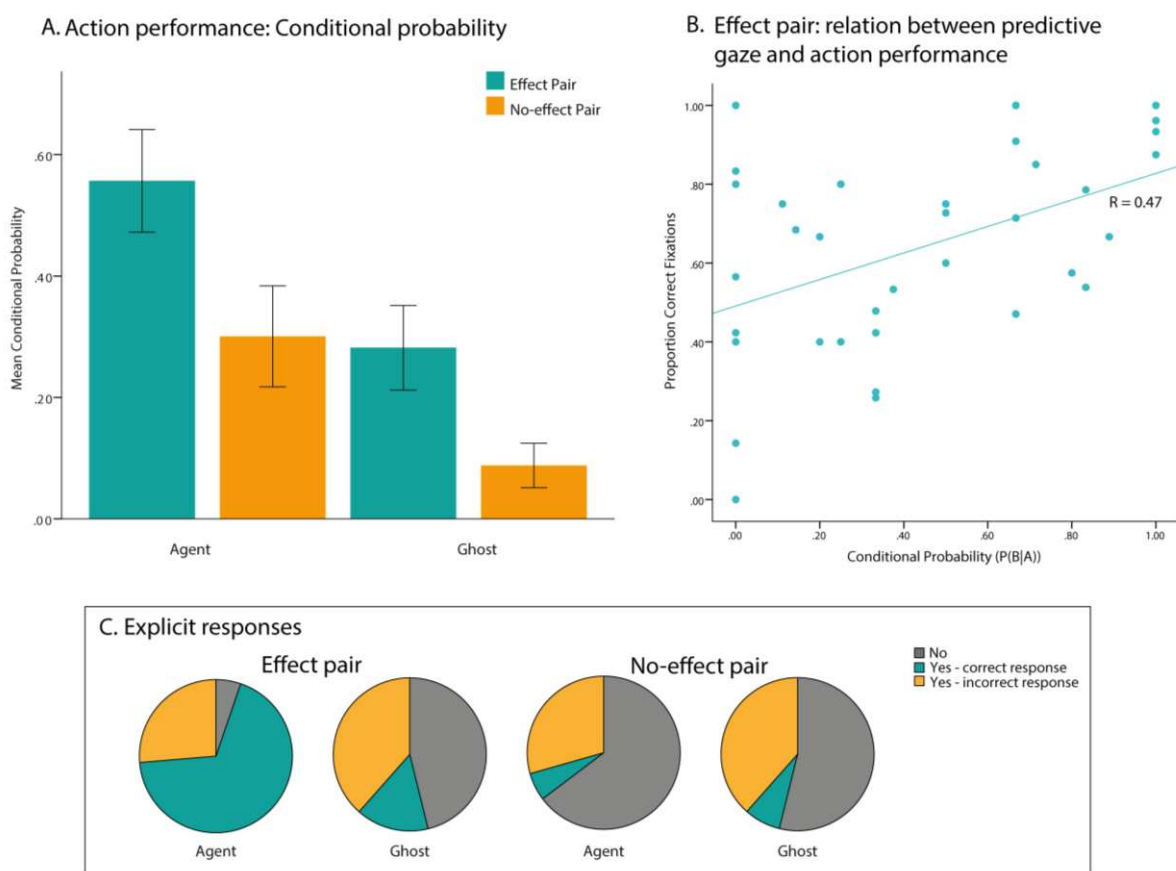 A. Action performance: Conditional probability
Effect Pair
No-effect Pair
Mean Conditional Probability
.60
.40
.20
.00
Agent
Ghost
B. Effect pair: relation between predictive
gaze and action performance
Proportion Correct Fixations
1.00
.80
.60
.40
.20
.00
R = 0.47
.00
.20
.40
.60
.80
1.00
Conditional Probability (P(B|A))
C. Explicit responses
Effect pair
No-effect pair
No
Yes - correct response
Yes - incorrect response
Agent
Ghost
Agent
Ghost